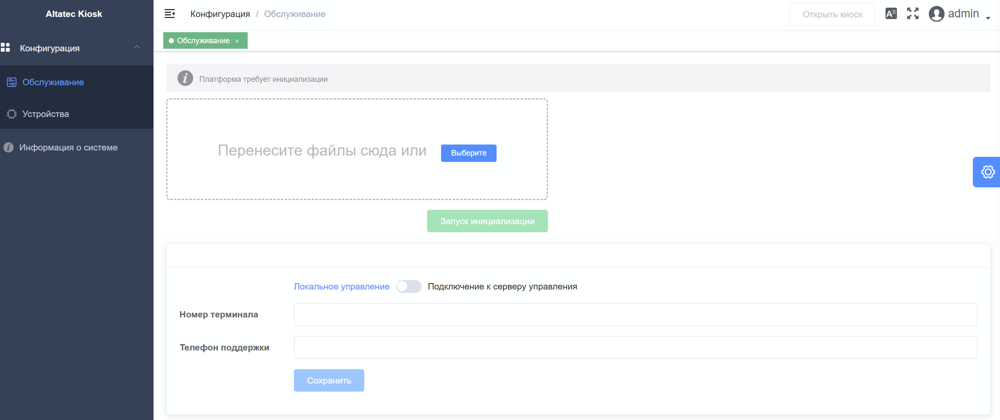 Altatec Kiosk
Конфигурация
Обслуживание
Устройства
Информация о системе
Конфигурация / Обслуживание
Открыть киоск
admin
Обслуживание ×
Платформа требует инициализации
Перенесите файлы сюда или Выберите
Запуск инициализации
Локальное управление Подключение к серверу управления
Номер терминала
Телефон поддержки
Сохранить